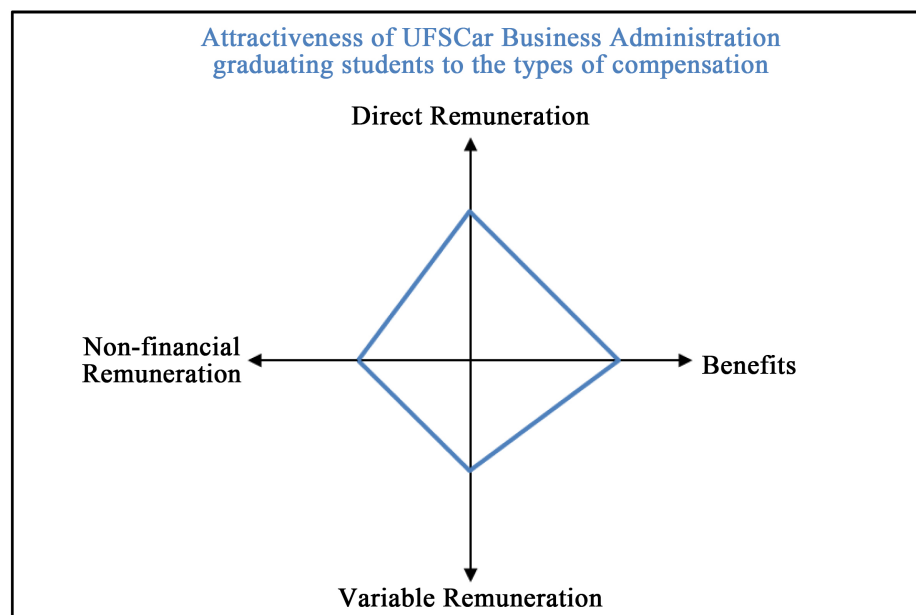 Attractiveness of UFSCar Business Administration
graduating students to the types of compensation
Direct Remuneration
Non-financial
Remuneration
Benefits
Variable Remuneration